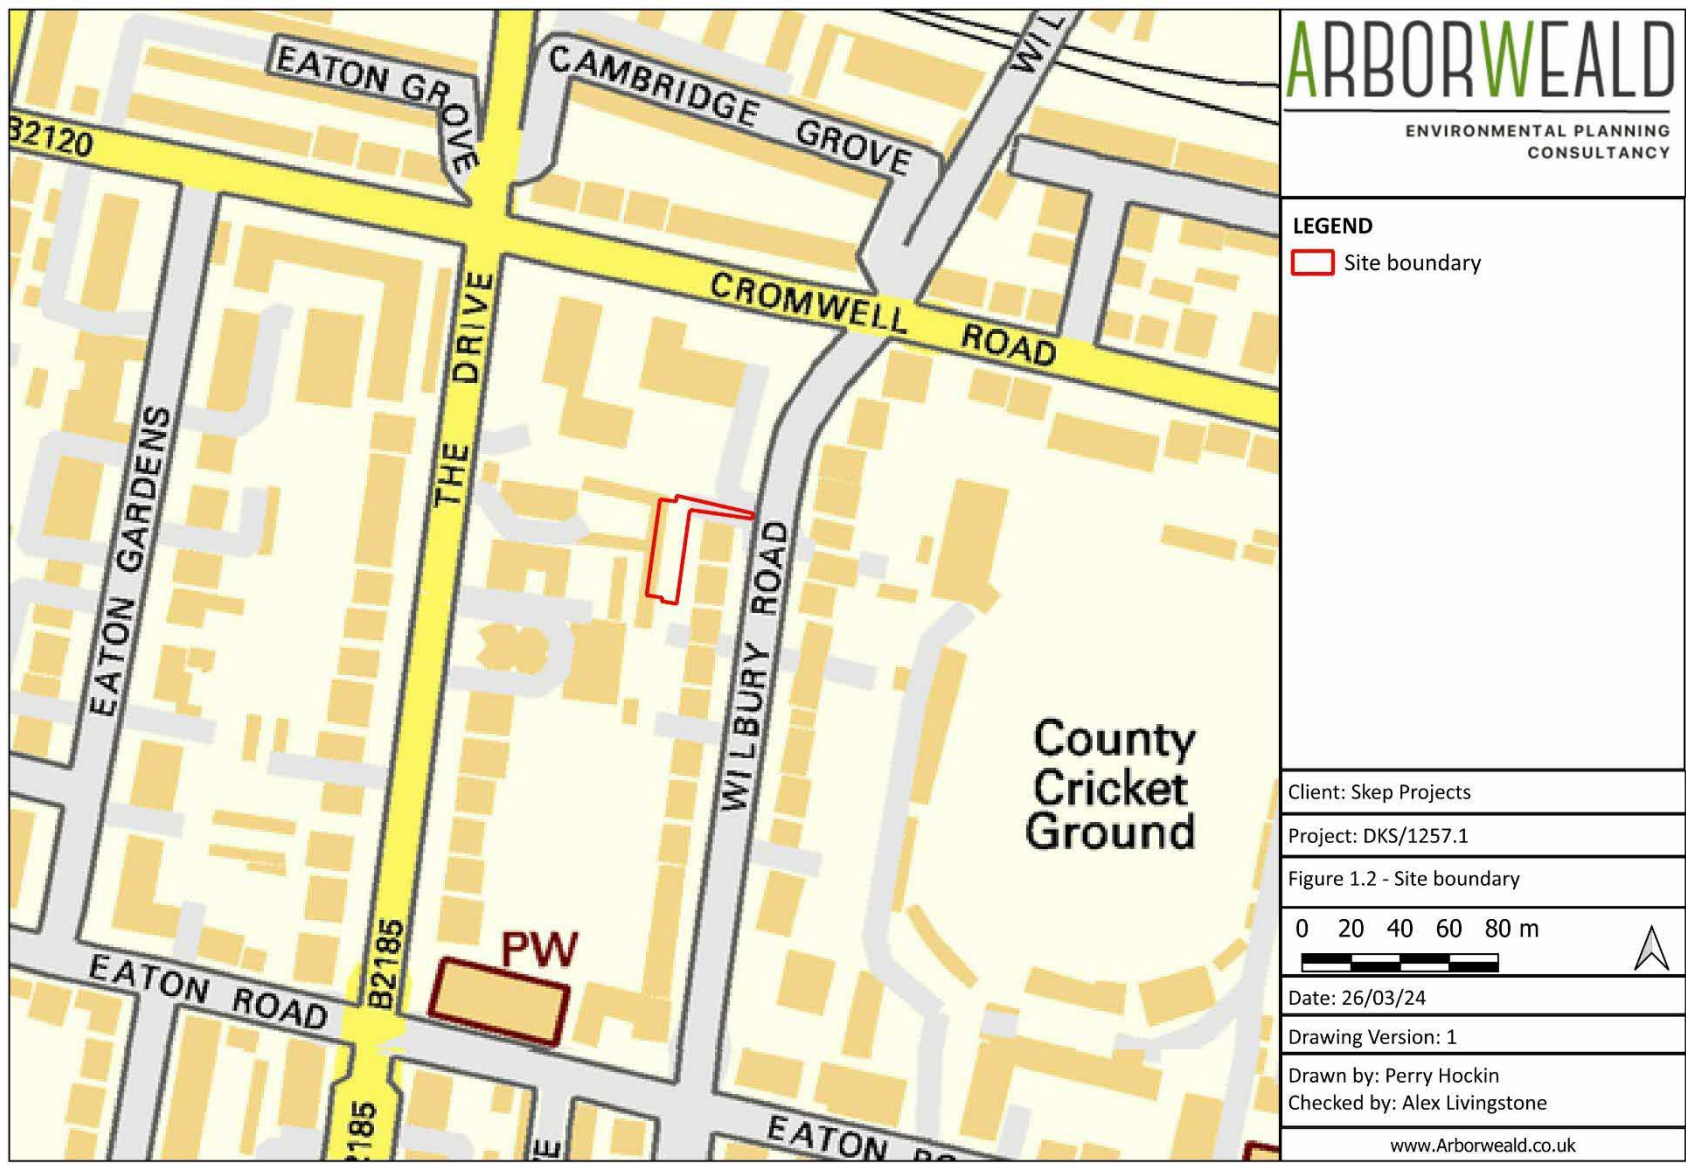 EATON GROVE
CAMBRIDGE GROVE
WIL
B2120
THE DRIVE
CROMWELL ROAD
EATON GARDENS
WILBURY ROAD
County
Cricket
Ground
PW
B2185
EATON ROAD
EATON
ARBORWEALD
ENVIRONMENTAL PLANNING
CONSULTANCY
LEGEND
Site boundary
Client: Skep Projects
Project: DKS/1257.1
Figure 1.2 - Site boundary
0 20 40 60 80 m
Date: 26/03/24
Drawing Version: 1
Drawn by: Perry Hockin
Checked by: Alex Livingstone
www.Arborweald.co.uk